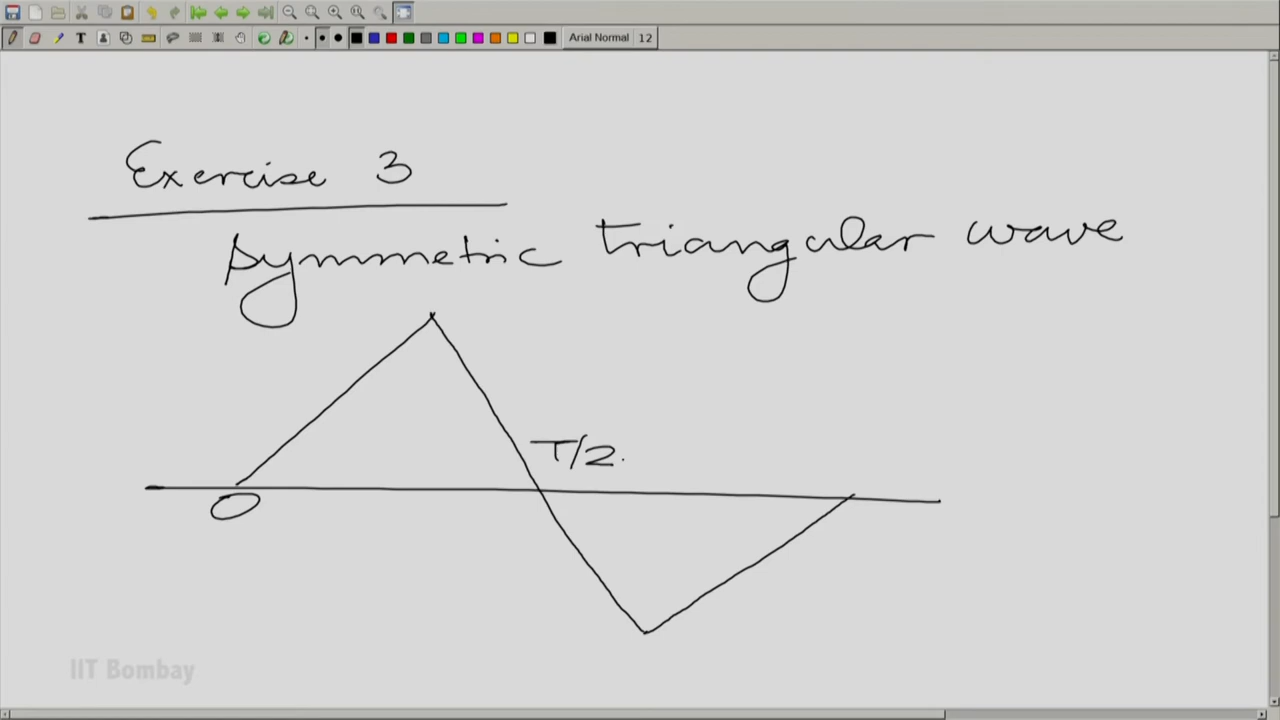 Arial Normal 12
Exercise 3
symmetric triangular wave
T/2
0
IIT Bombay